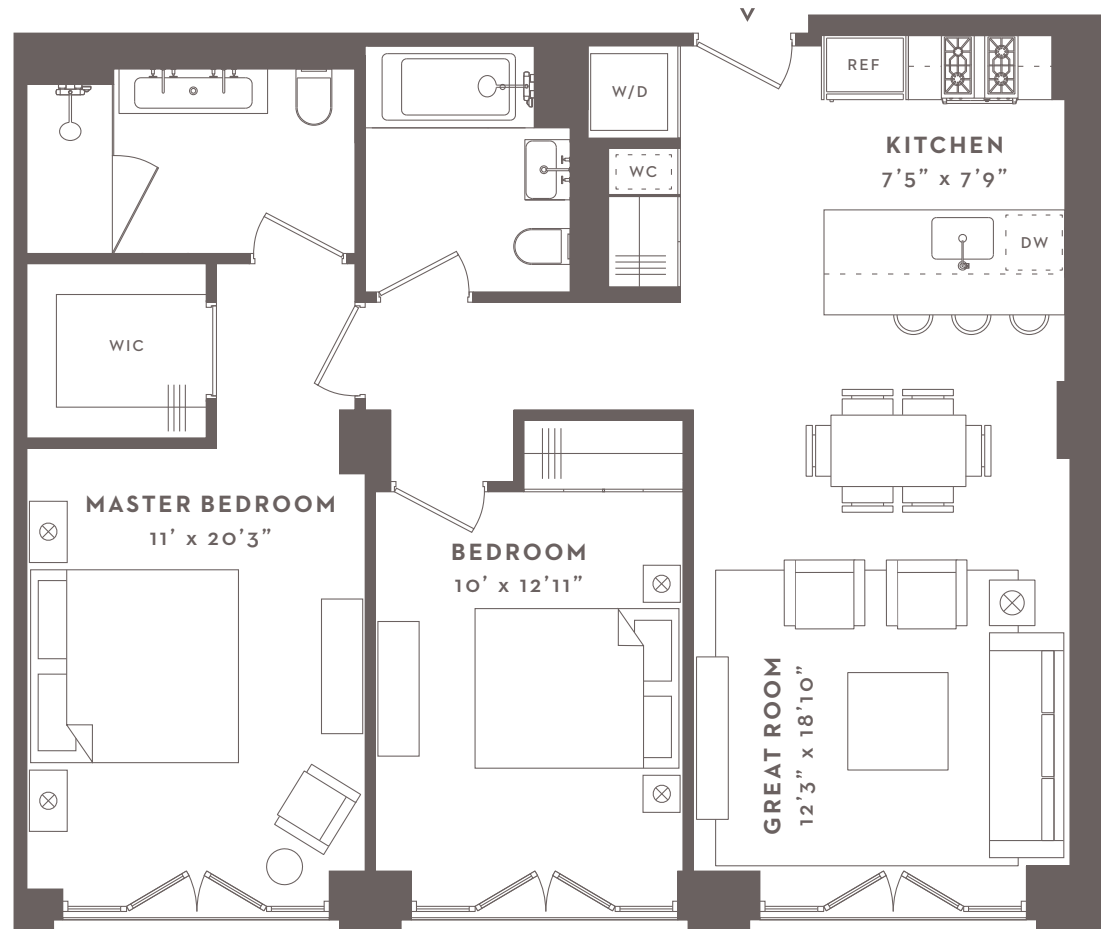 REF
W/D
KITCHEN
7’5” x 7’9”
WC
DW
WIC
MASTER BEDROOM
11’ x 20’3”
BEDROOM
10’ x 12’11”
GREAT ROOM
12’3” x 18’10”